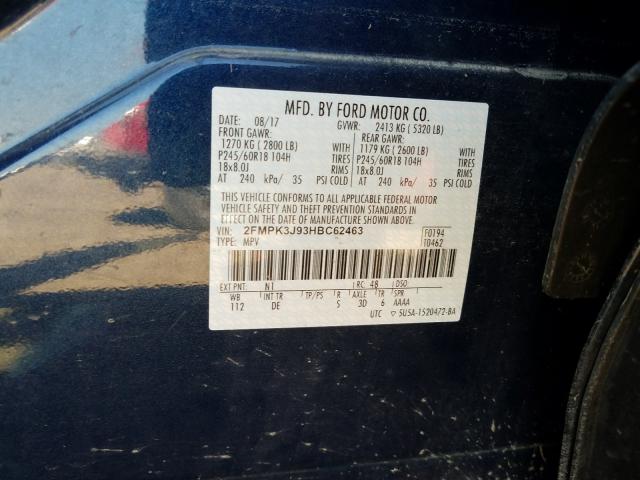 MFD. BY FORD MOTOR CO.
DATE: 08/17 GVWR: 2413 KG ( 5320 LB)
FRONT GAWR: REAR GAWR:
1270 KG ( 2800 LB) 1179 KG ( 2600 LB)
P245/60R18 104H TIRES P245/60R18 104H TIRES
18x8.0J RIMS 18x8.0J RIMS
AT 240 kPa/ 35 PSI COLD AT 240 kPa/ 35 PSI COLD
THIS VEHICLE CONFORMS TO ALL APPLICABLE FEDERAL MOTOR
VEHICLE SAFETY AND THEFT PREVENTION STANDARDS IN
EFFECT ON THE DATE OF MANUFACTURE SHOWN ABOVE.
VIN: 2FMPK3J93HBC62463 F0194
TYPE: MPV T0462
EXT PNT: N1 RC: 48 DSO:
WB INT TR TP/PS R AXLE TR SPR
112 DE S 3D 6 AAAA
UTC ▽ 5U5A-1520472-BA